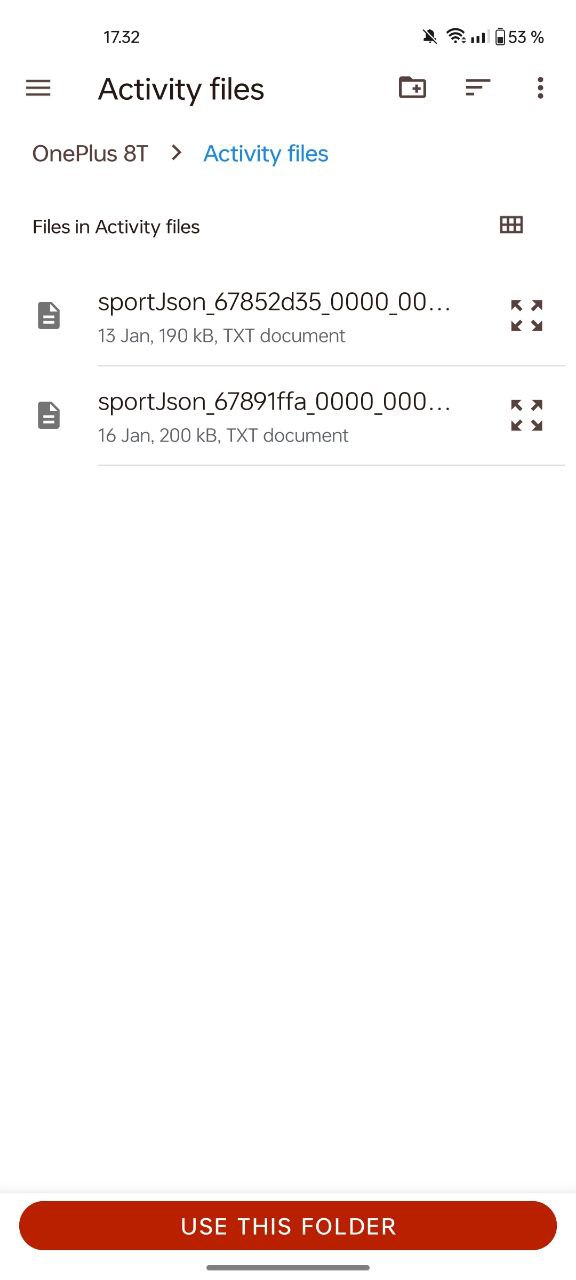 17.32
53 %
Activity files
OnePlus 8T > Activity files
Files in Activity files
sportJson_67852d35_0000_00...
13 Jan, 190 kB, TXT document
sportJson_67891ffa_0000_000...
16 Jan, 200 kB, TXT document
USE THIS FOLDER